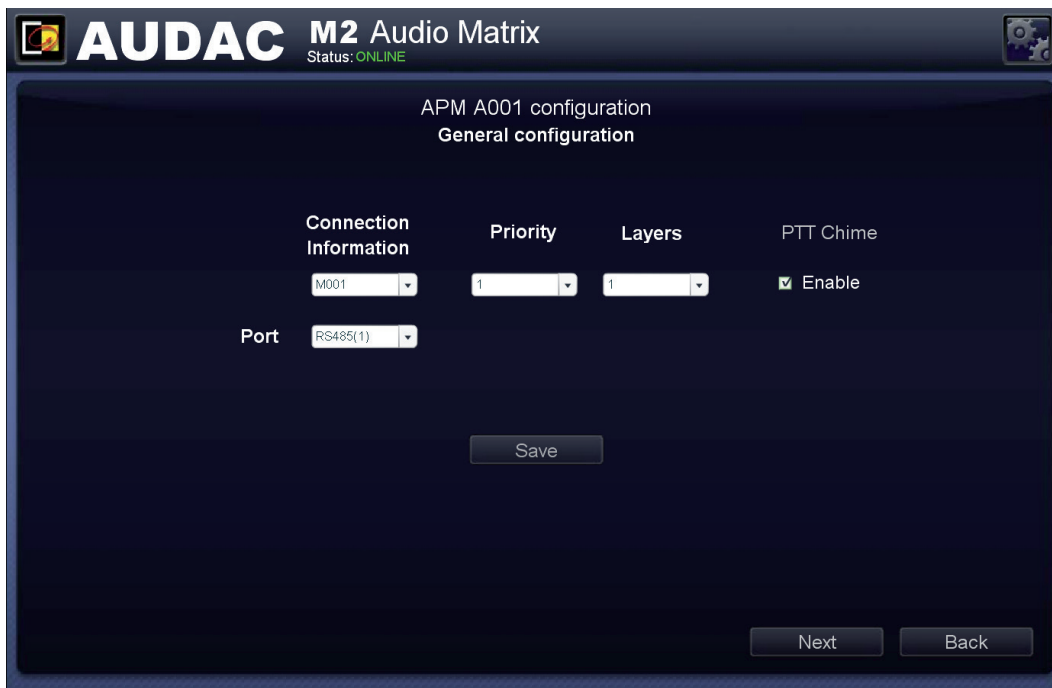 AUDAC
M2 Audio Matrix
Status: ONLINE
APM A001 configuration
General configuration
Connection
Information
Priority
Layers
PTT Chime
M001
1
1
Enable
Port
RS485(1)
Save
Next
Back